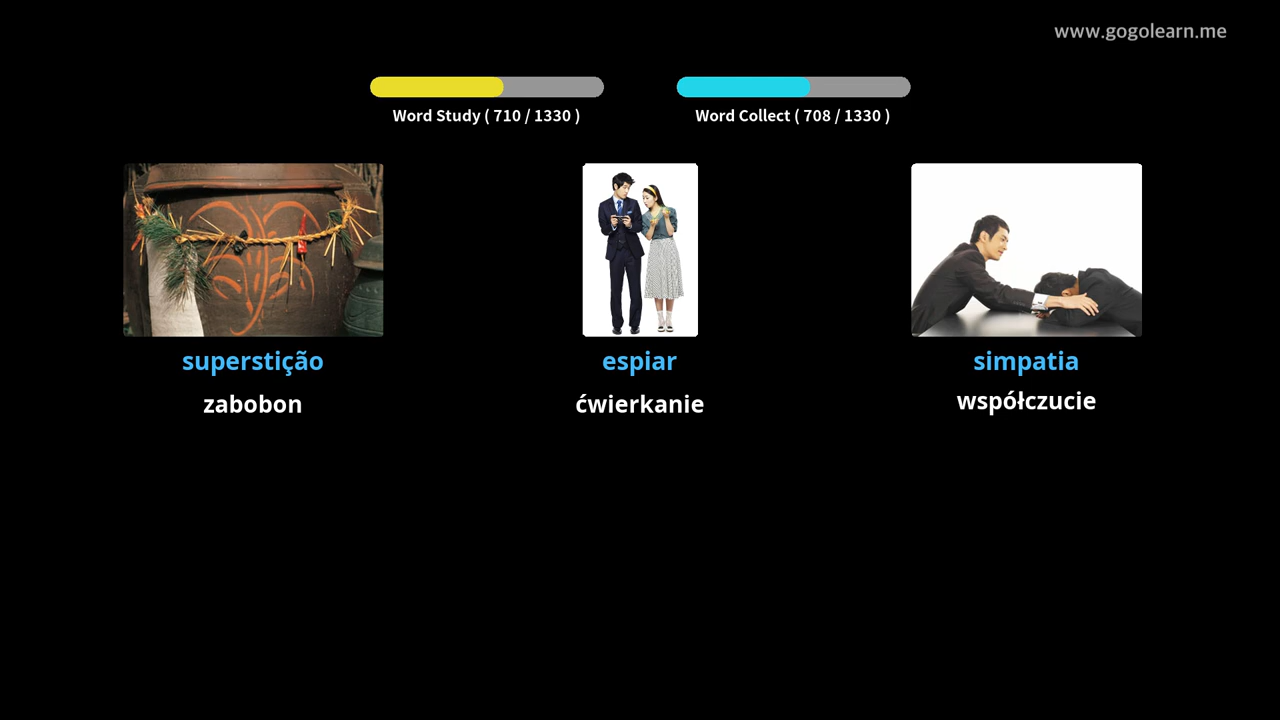 www.gogolearn.me
Word Study ( 710 / 1330 )
Word Collect ( 708 / 1330 )
superstição
espiar
simpatia
zabobon
ćwierkanie
współczucie